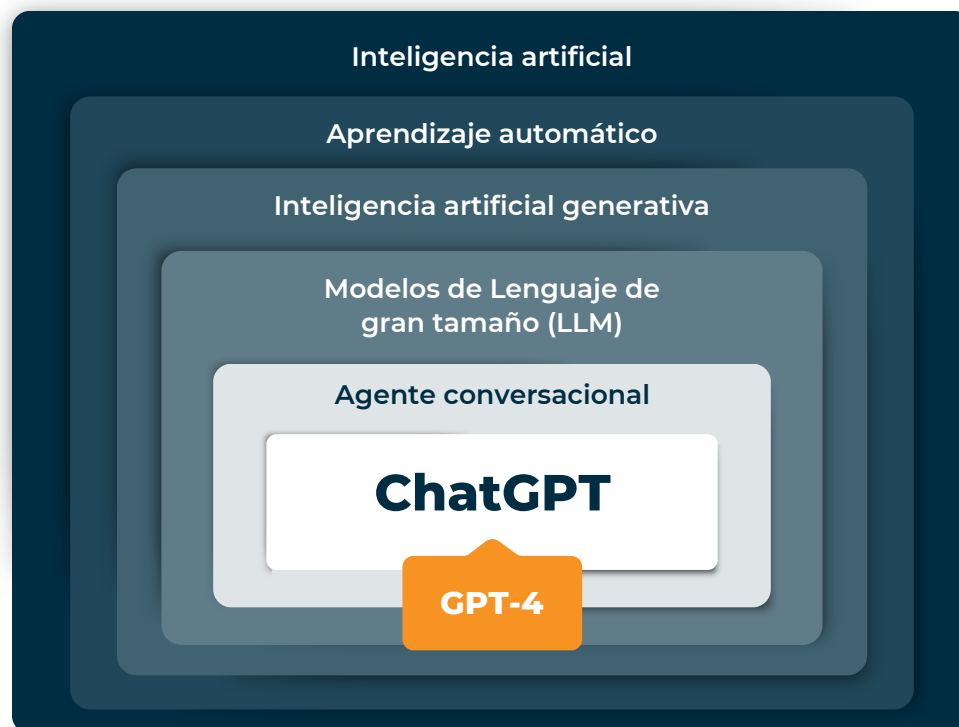 Inteligencia artificial
Aprendizaje automático
Inteligencia artificial generativa
Modelos de Lenguaje de
gran tamaño (LLM)
Agente conversacional
ChatGPT
GPT-4